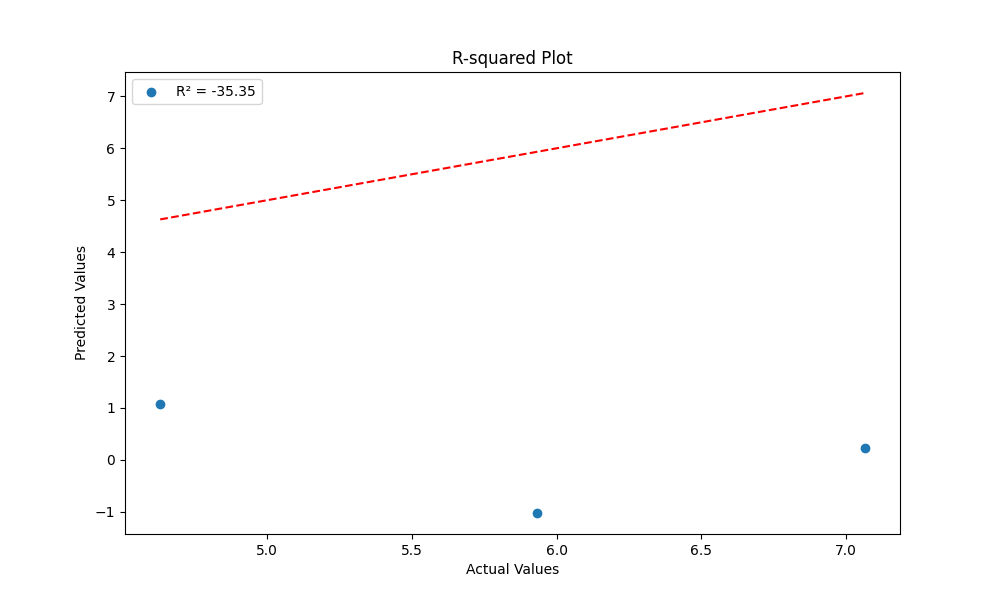 R-squared Plot
R² = -35.35
7
6
5
4
3
2
1
0
−1
Predicted Values
5.0 5.5 6.0 6.5 7.0
Actual Values